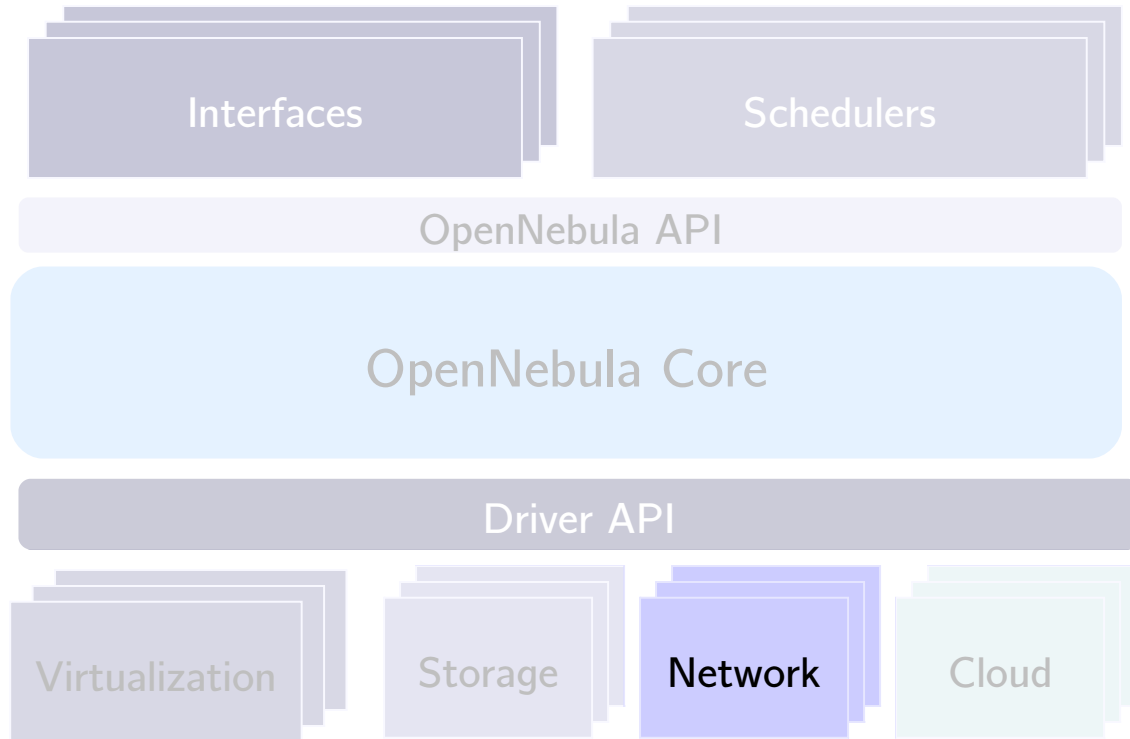 Interfaces
Schedulers
OpenNebula API
OpenNebula Core
Driver API
Virtualization
Storage
Network
Cloud